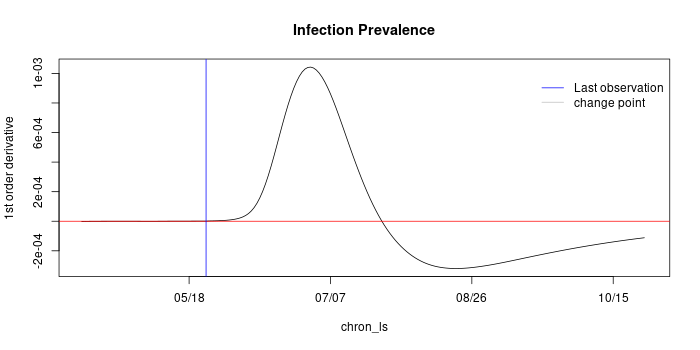 Infection Prevalence
1st order derivative
1e-03
6e-04
2e-04
-2e-04
Last observation
change point
05/18
07/07
08/26
10/15
chron_ls